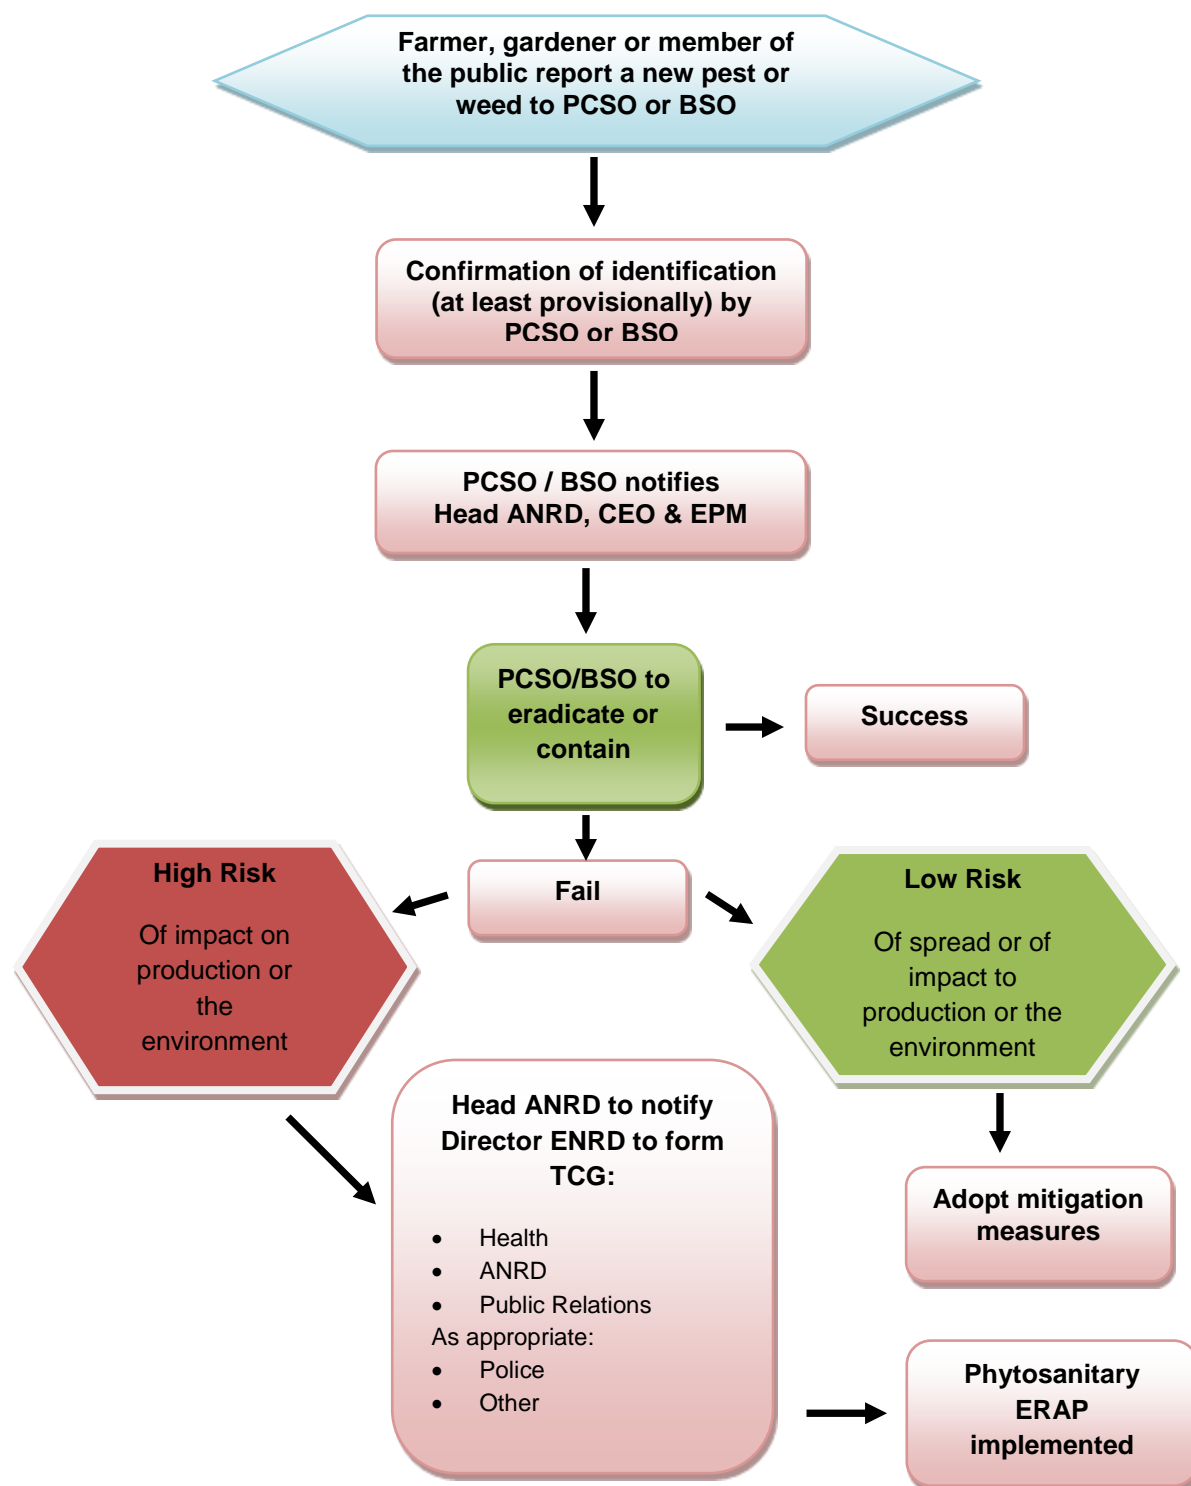 Farmer, gardener or member of
the public report a new pest or
weed to PCSO or BSO
Confirmation of identification
(at least provisionally) by
PCSO or BSO
PCSO / BSO notifies
Head ANRD, CEO & EPM
PCSO/BSO to
eradicate or
contain
Success
Fail
High Risk
Of impact on
production or
the
environment
Low Risk
Of spread or of
impact to
production or the
environment
Head ANRD to notify
Director ENRD to form
TCG:
• Health
• ANRD
• Public Relations
As appropriate:
• Police
• Other
Adopt mitigation
measures
Phytosanitary
ERAP
implemented